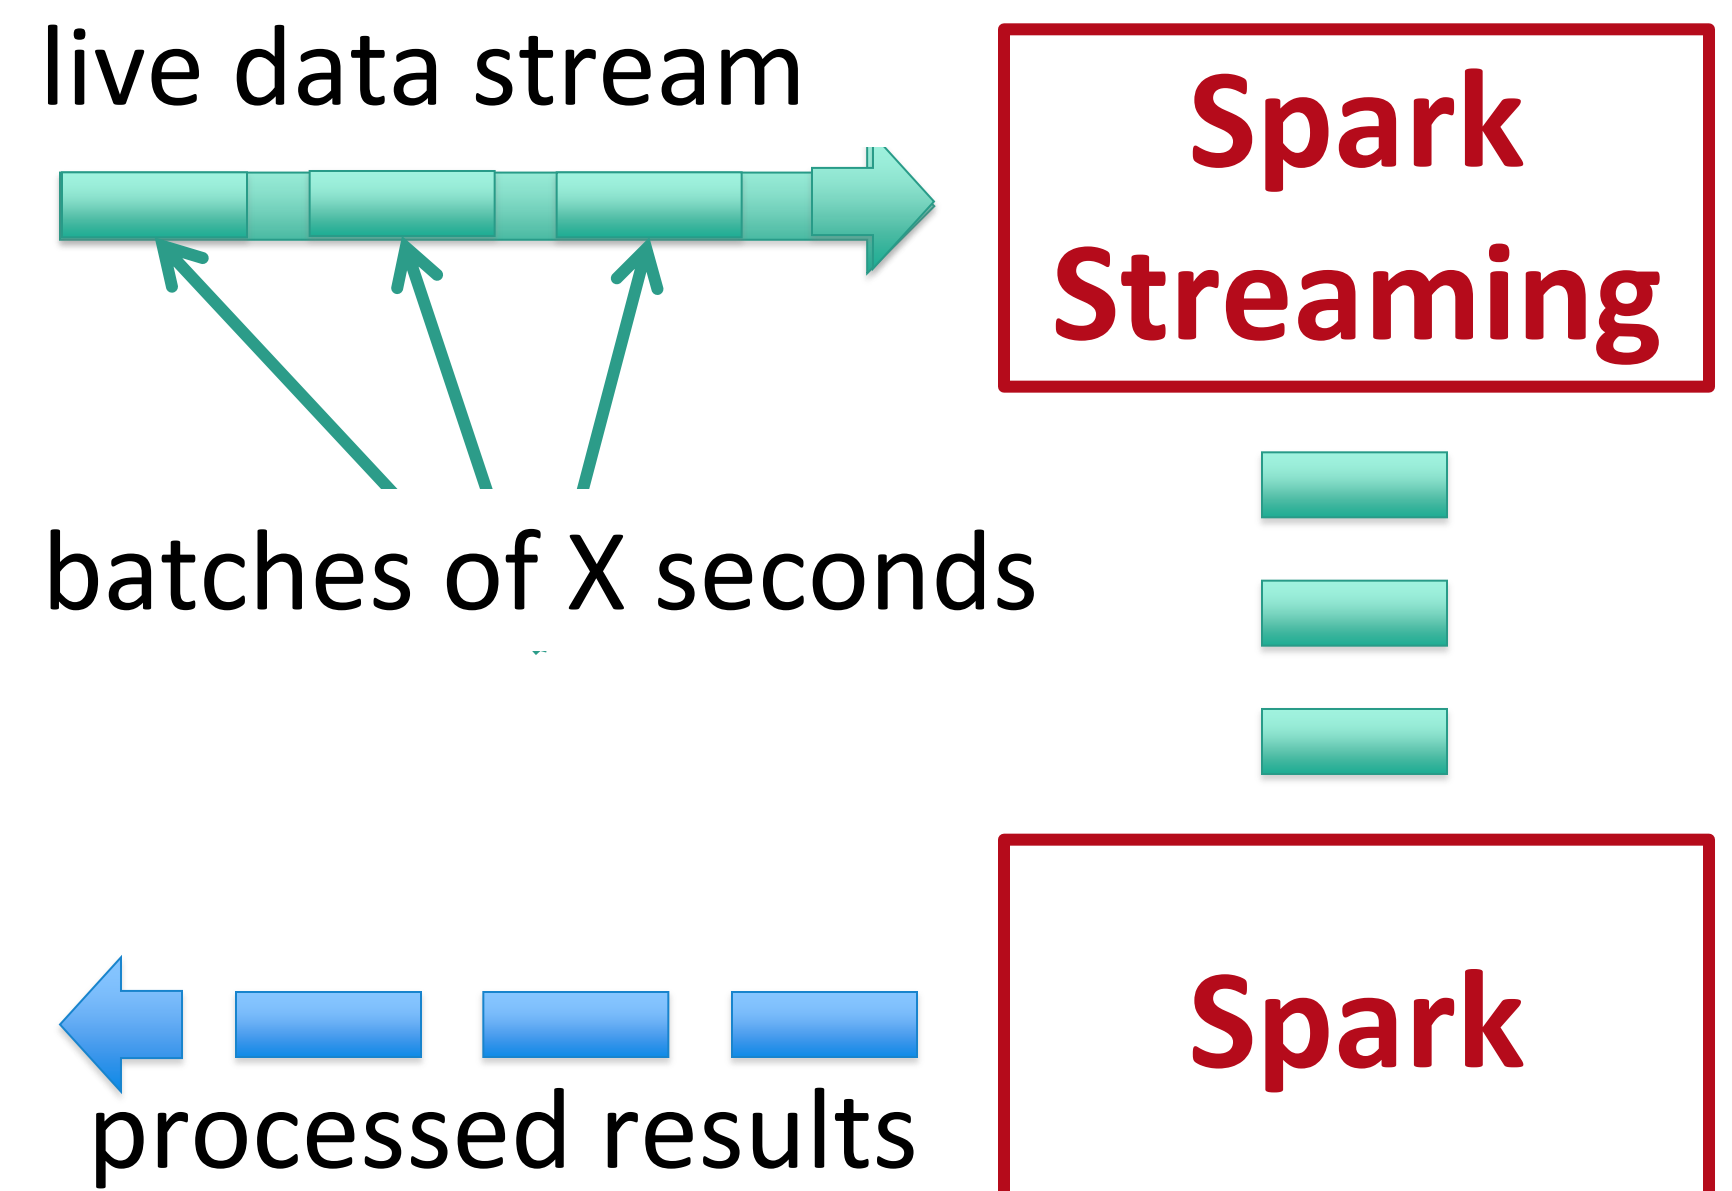 live data stream
Spark
Streaming
batches of X seconds
Spark
processed results